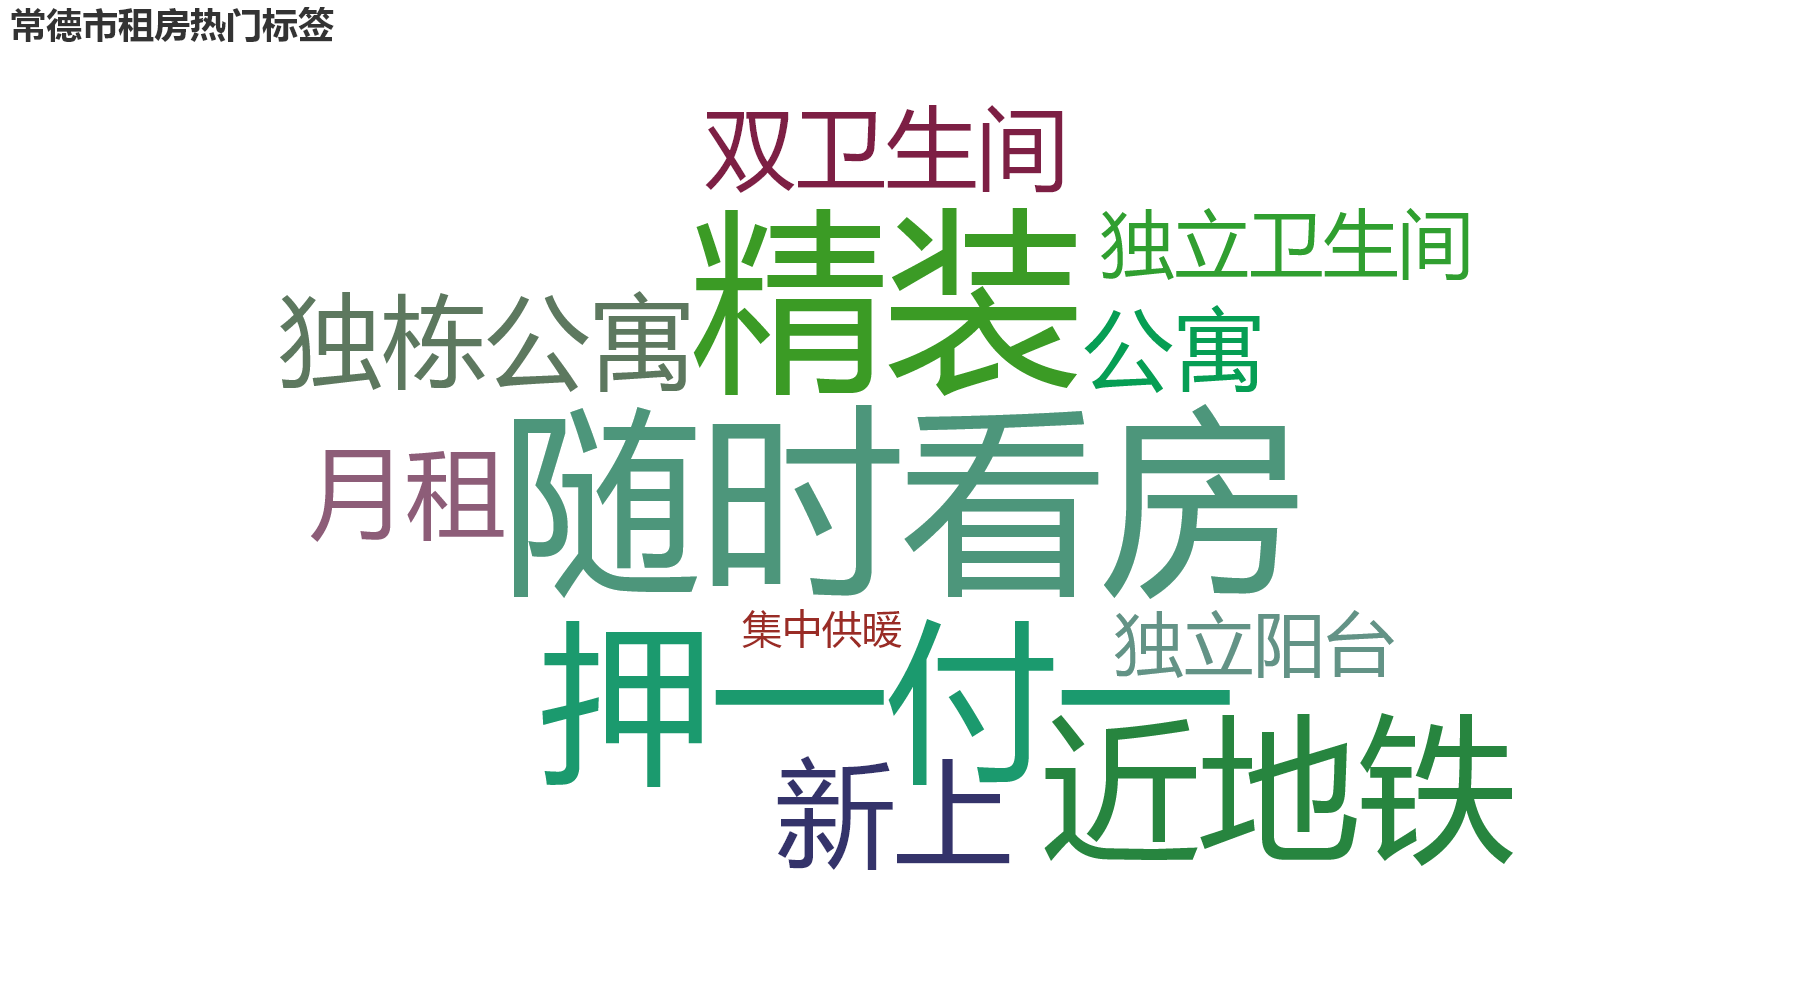 常德市租房热门标签
双卫生间
精装
独立卫生间
独栋公寓
公寓
随时看房
月租
集中供暖
独立阳台
押一付一
近地铁
新上